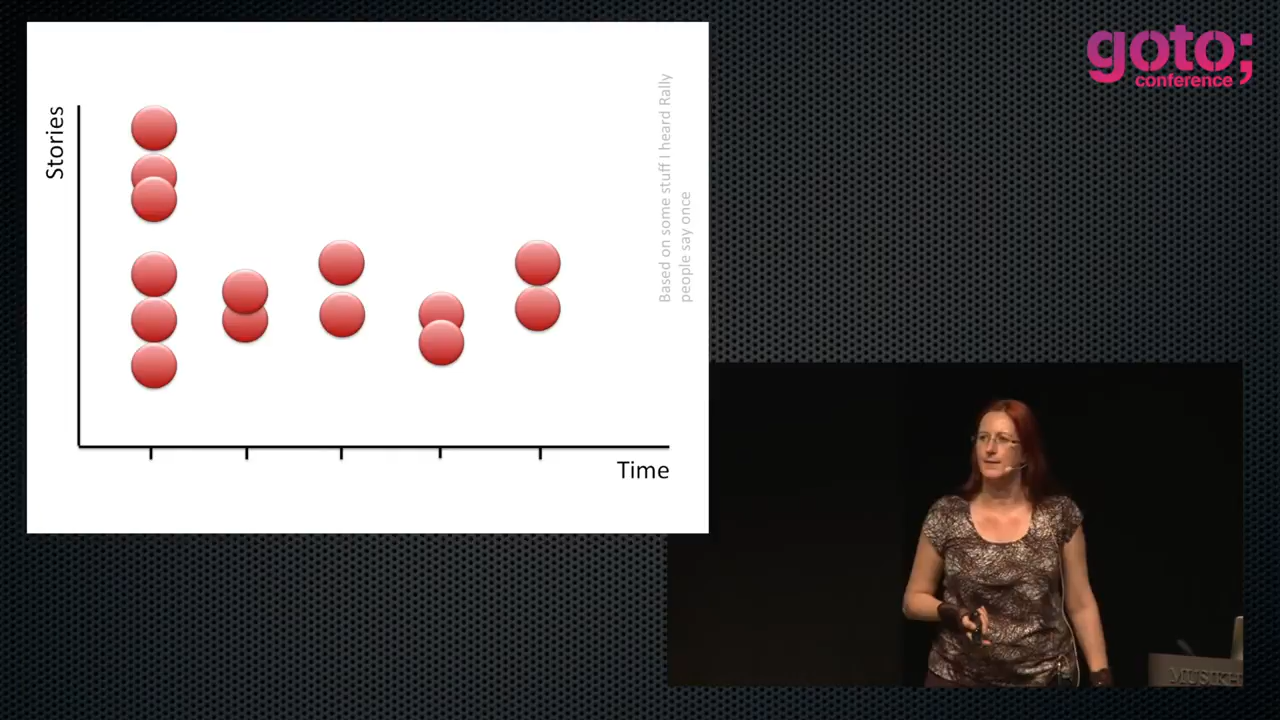 goto;
conference
Stories
Based on some stuff I heard Rally
people say once
Time